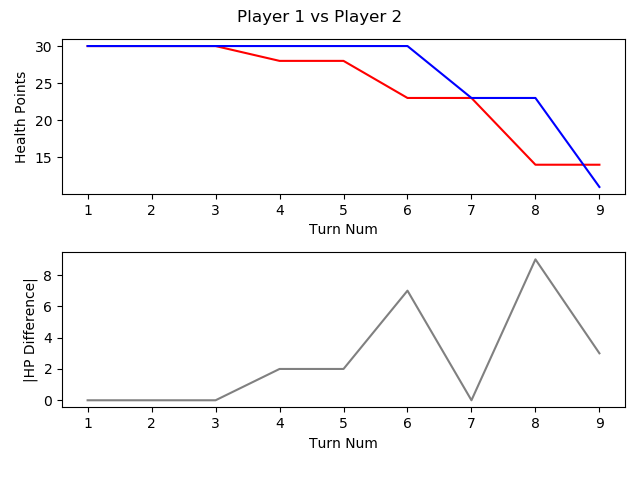 Player 1 vs Player 2
30
25
20
15
Health Points
1 2 3 4 5 6 7 8 9
Turn Num
8
6
4
2
0
|HP Difference|
1 2 3 4 5 6 7 8 9
Turn Num